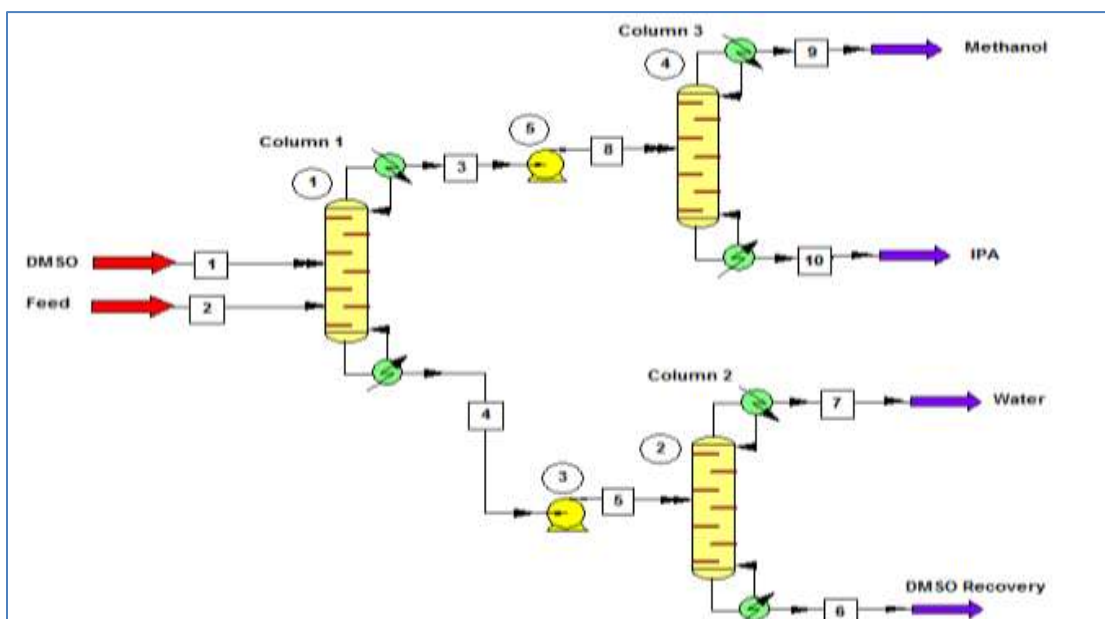 Column 3
4
9
Methanol
Column 1
5
8
1
3
DMSO
1
10
IPA
Feed
2
Column 2
7
Water
4
2
3
5
DMSO Recovery
6